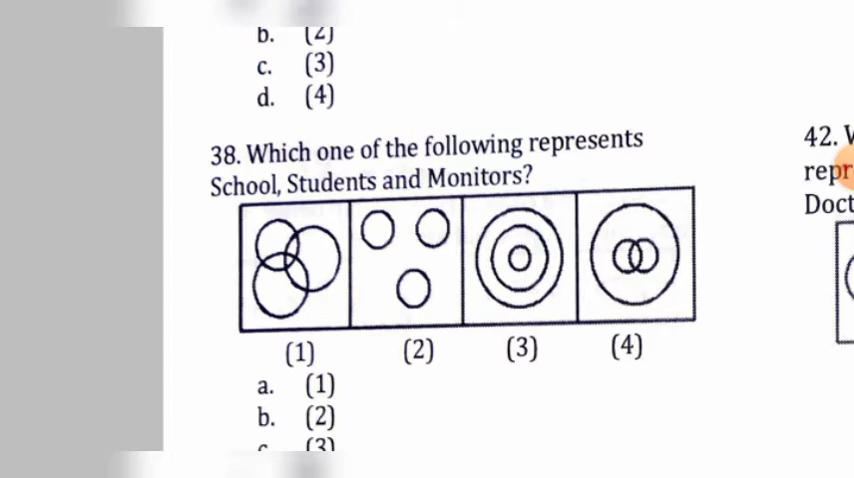 b. (2)
c. (3)
d. (4)
38. Which one of the following represents
School, Students and Monitors?
(1) (2) (3) (4)
a. (1)
b. (2)
c (3)
42. W
repr
Doct